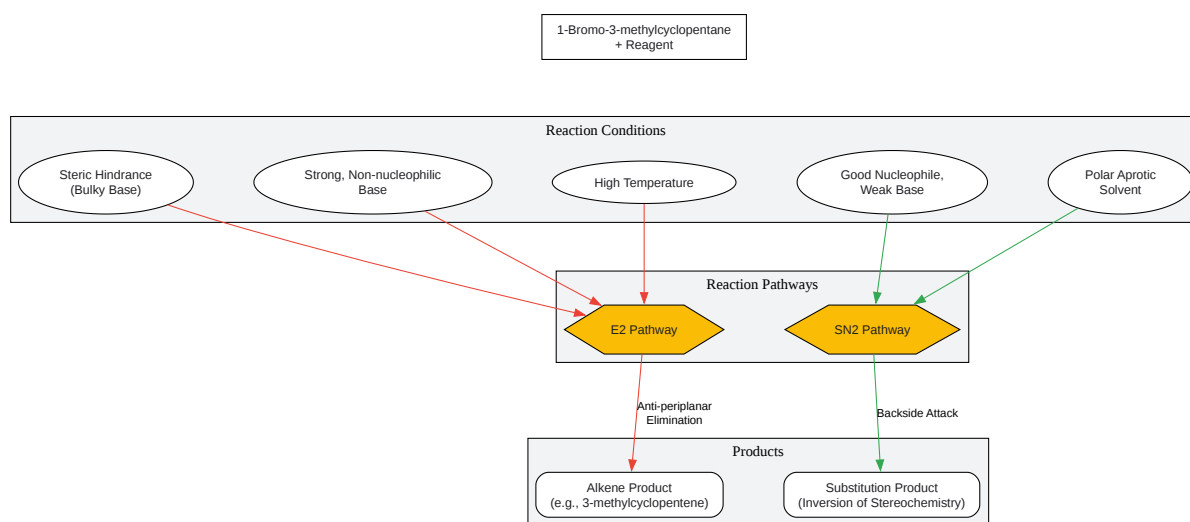 1-Bromo-3-methylcyclopentane
+ Reagent
Reaction Conditions
Steric Hindrance
(Bulky Base)
Strong, Non-nucleophilic
Base
High Temperature
Good Nucleophile,
Weak Base
Polar Aprotic
Solvent
Reaction Pathways
E2 Pathway
SN2 Pathway
Anti-periplanar
Elimination
Backside Attack
Products
Alkene Product
(e.g., 3-methylcyclopentene)
Substitution Product
(Inversion of Stereochemistry)